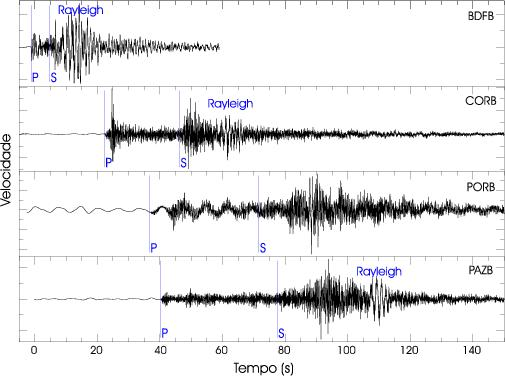 Rayleigh
BDFB
P S
Rayleigh
CORB
P S
PORB
P S
Rayleigh
PAZB
P S
Velocidade
0 20 40 60 80 100 120 140
Tempo (s)